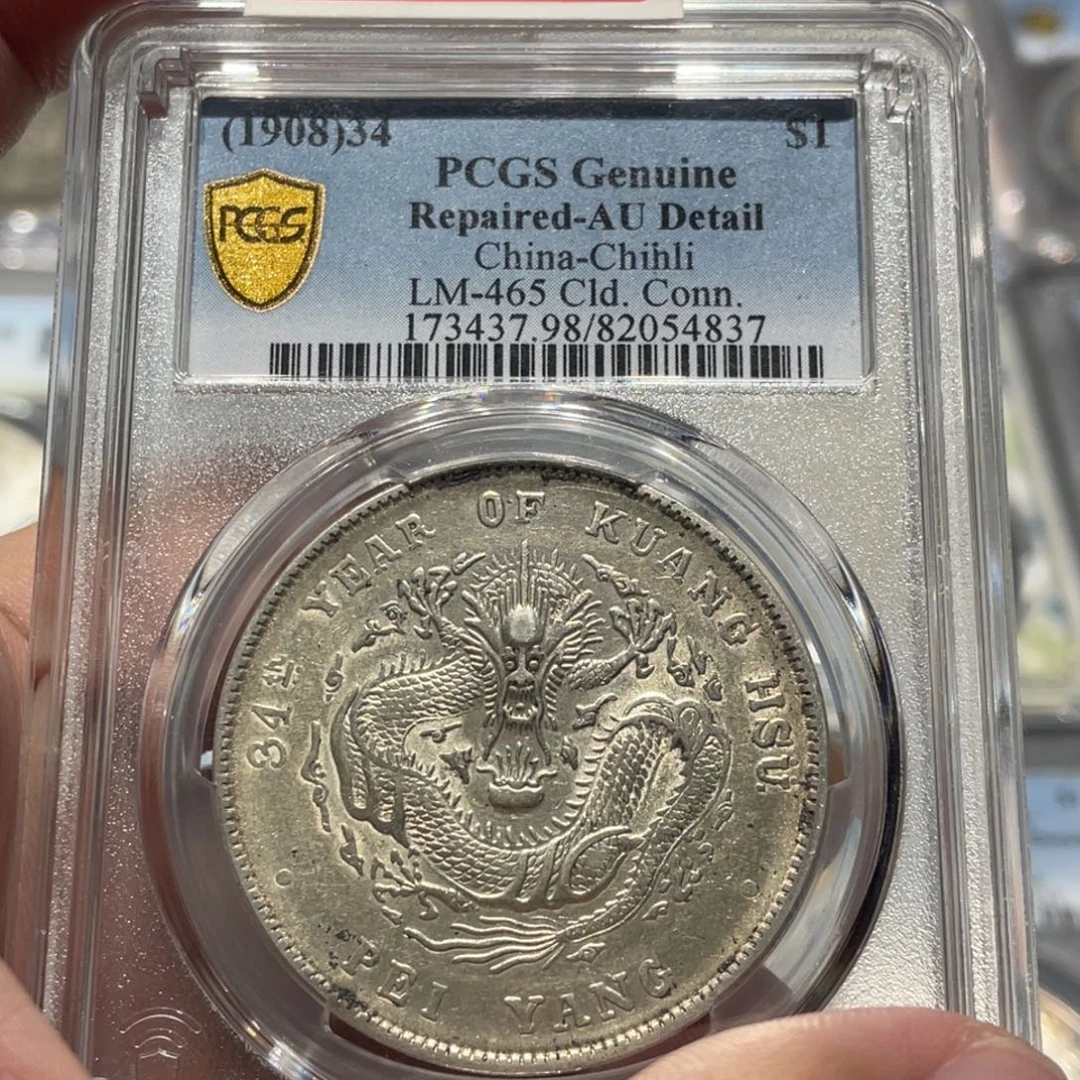 (1908)34 $1
PCGS Genuine
PCGS
Repaired-AU Detail
China-Chihli
LM-465 Cld. Conn.
173437.98/82054837
34th YEAR OF KUANG HSU
PEI YANG